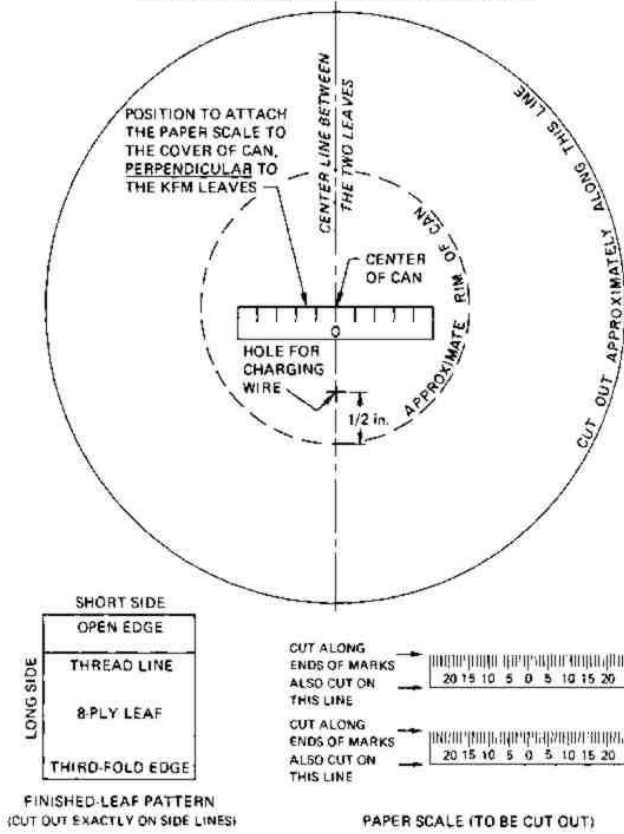 POSITION TO ATTACH
THE PAPER SCALE TO
THE COVER OF CAN,
PERPENDICULAR TO
THE KFM LEAVES
CENTER LINE BETWEEN
THE TWO LEAVES
CUT OUT APPROXIMATELY ALONG THIS LINE
APPROXIMATE RIM OF CAN
CENTER
OF CAN
0
HOLE FOR
CHARGING
WIRE
1/2 in.
SHORT SIDE
OPEN EDGE
LONG SIDE
THREAD LINE
8-PLY LEAF
THIRD-FOLD EDGE
FINISHED-LEAF PATTERN
(CUT OUT EXACTLY ON SIDE LINES)
CUT ALONG
ENDS OF MARKS
ALSO CUT ON
THIS LINE
20 15 10 5 0 5 10 15 20
CUT ALONG
ENDS OF MARKS
ALSO CUT ON
THIS LINE
20 15 10 5 0 5 10 15 20
PAPER SCALE (TO BE CUT OUT)